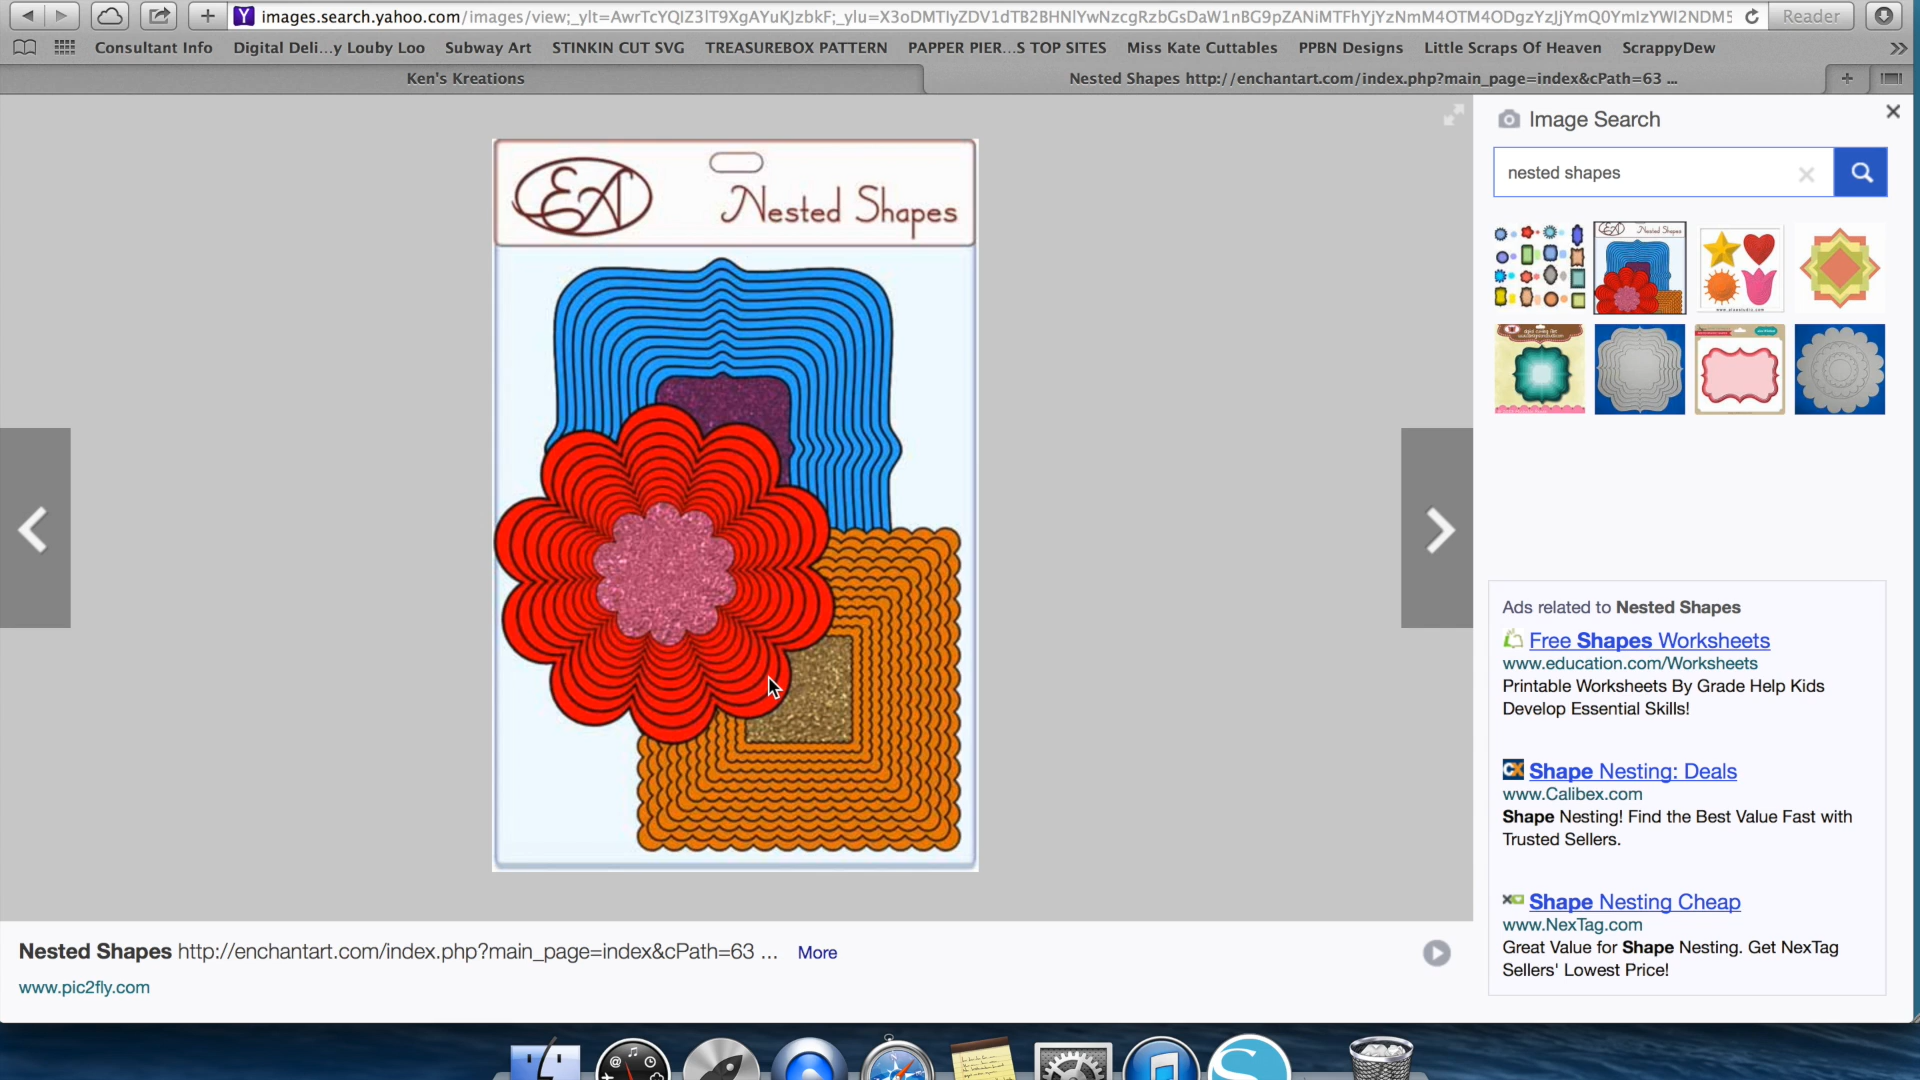 images.search.yahoo.com/images/view;_ylt=AwrTcYQIZ3lT9XgAYuKJzbkF;_ylu=X3oDMTIyZDV1dTB2BHNlYwNzcgRzbGsDaW1nBG9pZANiMTFhYjYzNmM4OTM4ODgzYzJjYmQ0YmIzYWI2NDM5
Reader
Consultant Info
Digital Deli...y Louby Loo
Subway Art
STINKIN CUT SVG
TREASUREBOX PATTERN
PAPPER PIER...S TOP SITES
Miss Kate Cuttables
PPBN Designs
Little Scraps Of Heaven
ScrappyDew
Ken's Kreations
Nested Shapes http://enchantart.com/index.php?main_page=index&cPath=63 ...
EA
Nested Shapes
Image Search
nested shapes
Nested Shapes
Ads related to Nested Shapes
Free Shapes Worksheets
www.education.com/Worksheets
Printable Worksheets By Grade Help Kids
Develop Essential Skills!
CX Shape Nesting: Deals
www.Calibex.com
Shape Nesting! Find the Best Value Fast with
Trusted Sellers.
Shape Nesting Cheap
www.NexTag.com
Great Value for Shape Nesting. Get NexTag
Sellers' Lowest Price!
Nested Shapes http://enchantart.com/index.php?main_page=index&cPath=63 ... More
www.pic2fly.com